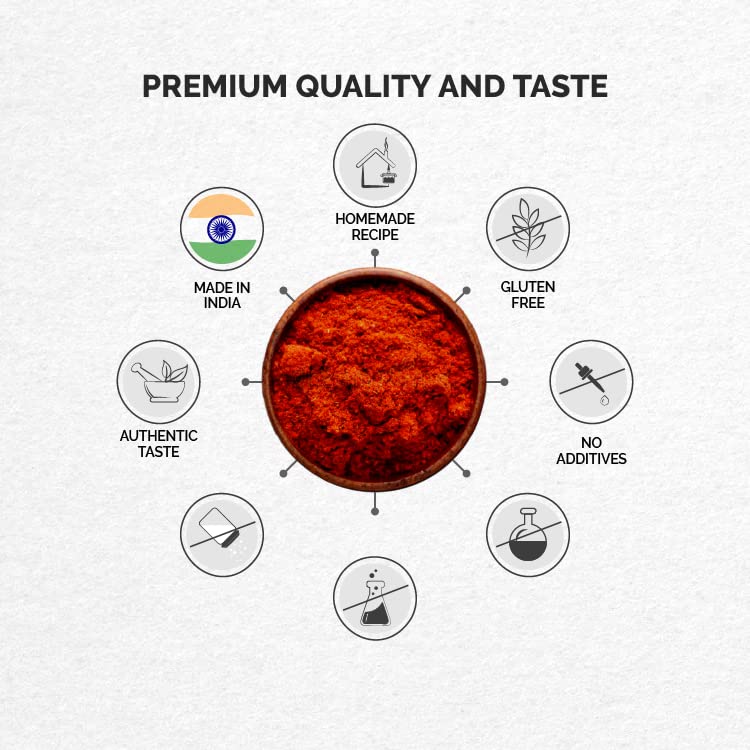 PREMIUM QUALITY AND TASTE
HOMEMADE
RECIPE
MADE IN
INDIA
GLUTEN
FREE
AUTHENTIC
TASTE
NO
ADDITIVES